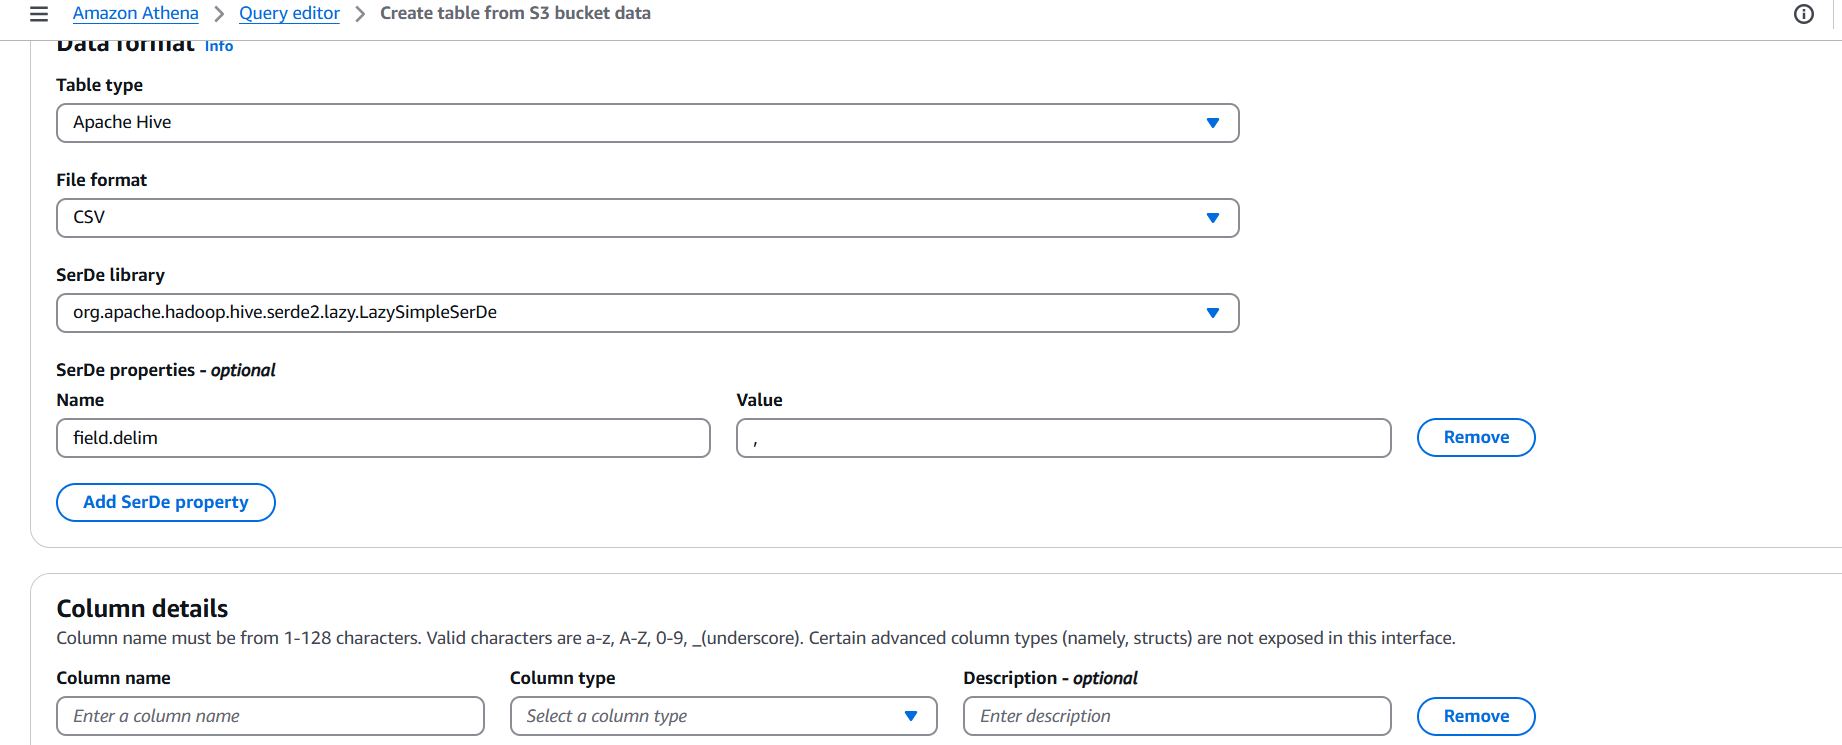 Amazon Athena > Query editor > Create table from S3 bucket data
Data format Info
Table type
Apache Hive
File format
CSV
SerDe library
org.apache.hadoop.hive.serde2.lazy.LazySimpleSerDe
SerDe properties - optional
Name Value
field.delim , Remove
Add SerDe property
Column details
Column name must be from 1-128 characters. Valid characters are a-z, A-Z, 0-9, _(underscore). Certain advanced column types (namely, structs) are not exposed in this interface.
Column name Column type Description - optional
Enter a column name Select a column type Enter description Remove